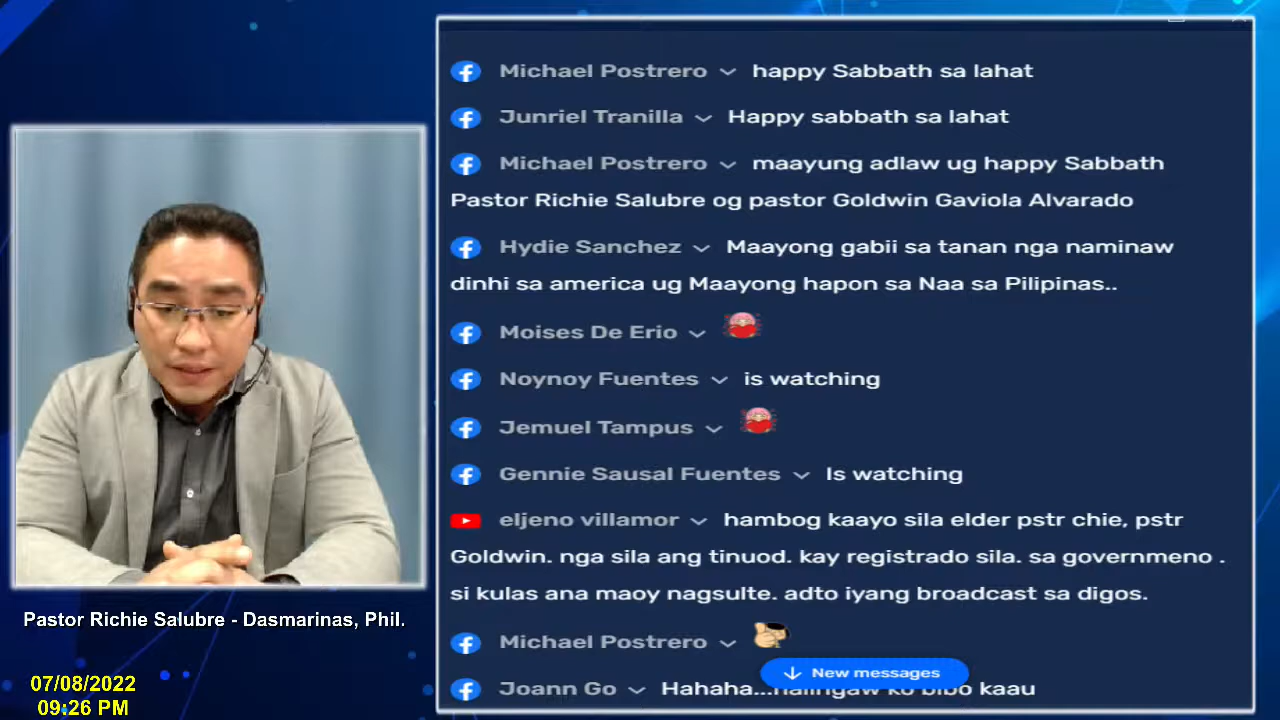 Michael Postrero happy Sabbath sa lahat
Junriel Tranilla Happy sabbath sa lahat
Michael Postrero maayung adlaw ug happy Sabbath
Pastor Richie Salubre og pastor Goldwin Gaviola Alvarado
Hydie Sanchez Maayong gabii sa tanan nga naminaw
dinhi sa america ug Maayong hapon sa Naa sa Pilipinas..
Moises De Erio
Noynoy Fuentes is watching
Jemuel Tampus
Gennie Sausal Fuentes Is watching
eljeno villamor hambog kaayo sila elder pstr chie, pstr
Goldwin. nga sila ang tinuod. kay registrado sila. sa governmeno .
si kulas ana maoy nagsulte. adto iyang broadcast sa digos.
Michael Postrero
New messages
Joann Go Hahaha...nalingaw ko bibo kaau
Pastor Richie Salubre - Dasmarinas, Phil.
07/08/2022
09:26 PM